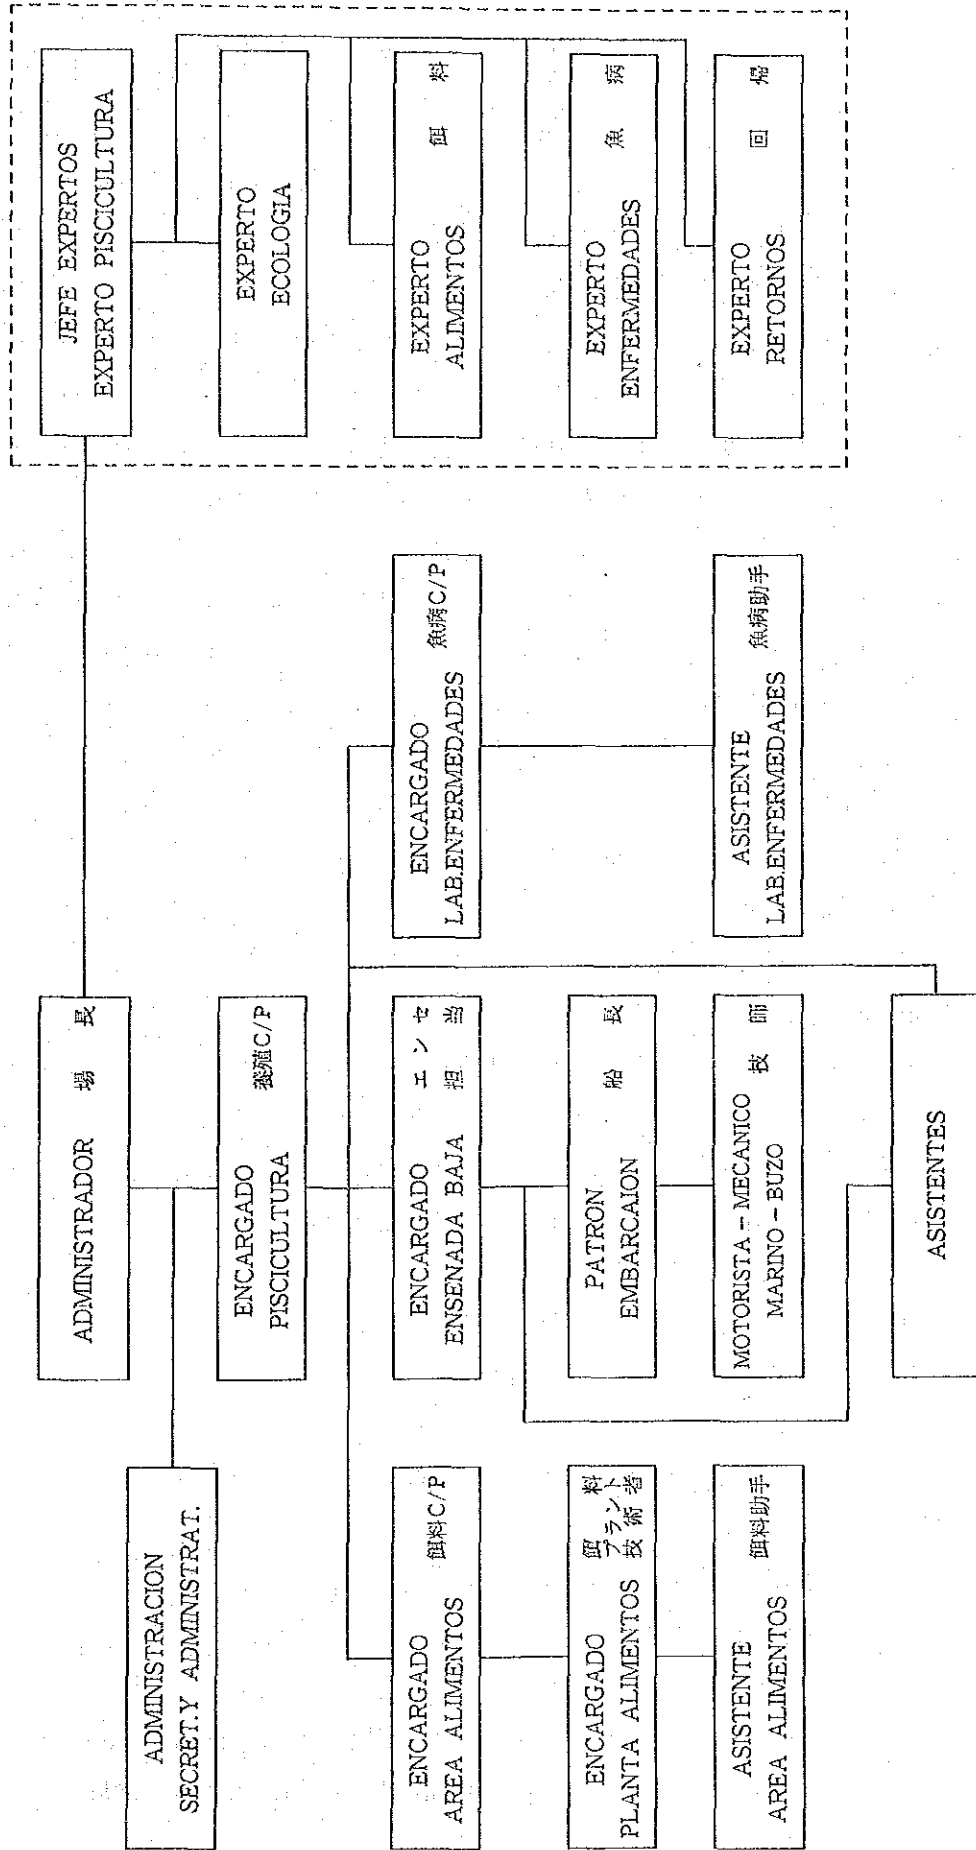 ADMINISTRACION
SECRET.Y ADMINISTRAT.
ADMINISTRADOR 場長
JEFE EXPERTOS
EXPERTO PISCICULTURA
ENCARGADO
PISCICULTURA 養殖C/P
EXPERTO
ECOLOGIA
ENCARGADO
AREA ALIMENTOS 餌料C/P
ENCARGADO エンセ
ENSENADA BAJA 担当
ENCARGADO
LAB.ENFERMEDADES 魚病C/P
EXPERTO
ALIMENTOS 餌料
ENCARGADO 餌料
プラント
PLANTA ALIMENTOS 技術者
PATRON
EMBARCAION 船長
EXPERTO
ENFERMEDADES 魚病
ASISTENTE
AREA ALIMENTOS 餌料助手
MOTORISTA-MECANICO
MARINO-BUZO 技師
ASISTENTE
LAB.ENFERMEDADES 魚病助手
EXPERTO
RETORNOS 回帰
ASISTENTES